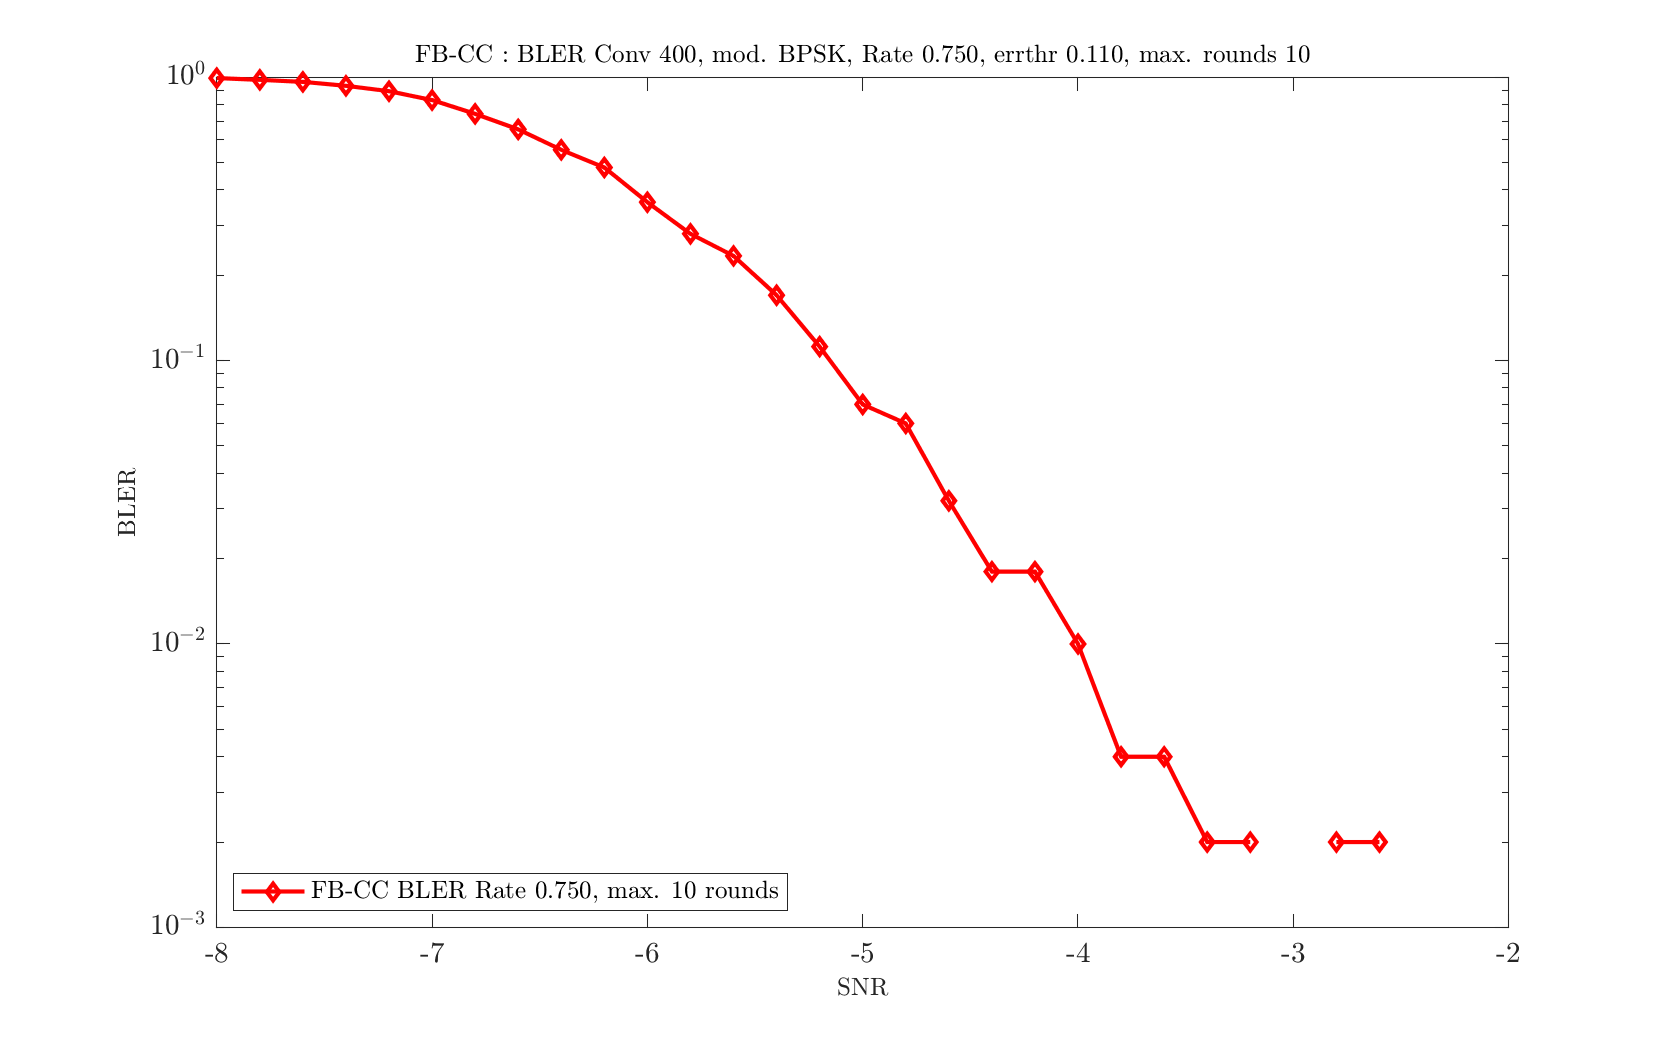 FB-CC : BLER Conv 400, mod. BPSK, Rate 0.750, errthr 0.110, max. rounds 10
10^0
10^-1
10^-2
10^-3
BLER
FB-CC BLER Rate 0.750, max. 10 rounds
-8 -7 -6 -5 -4 -3 -2
SNR